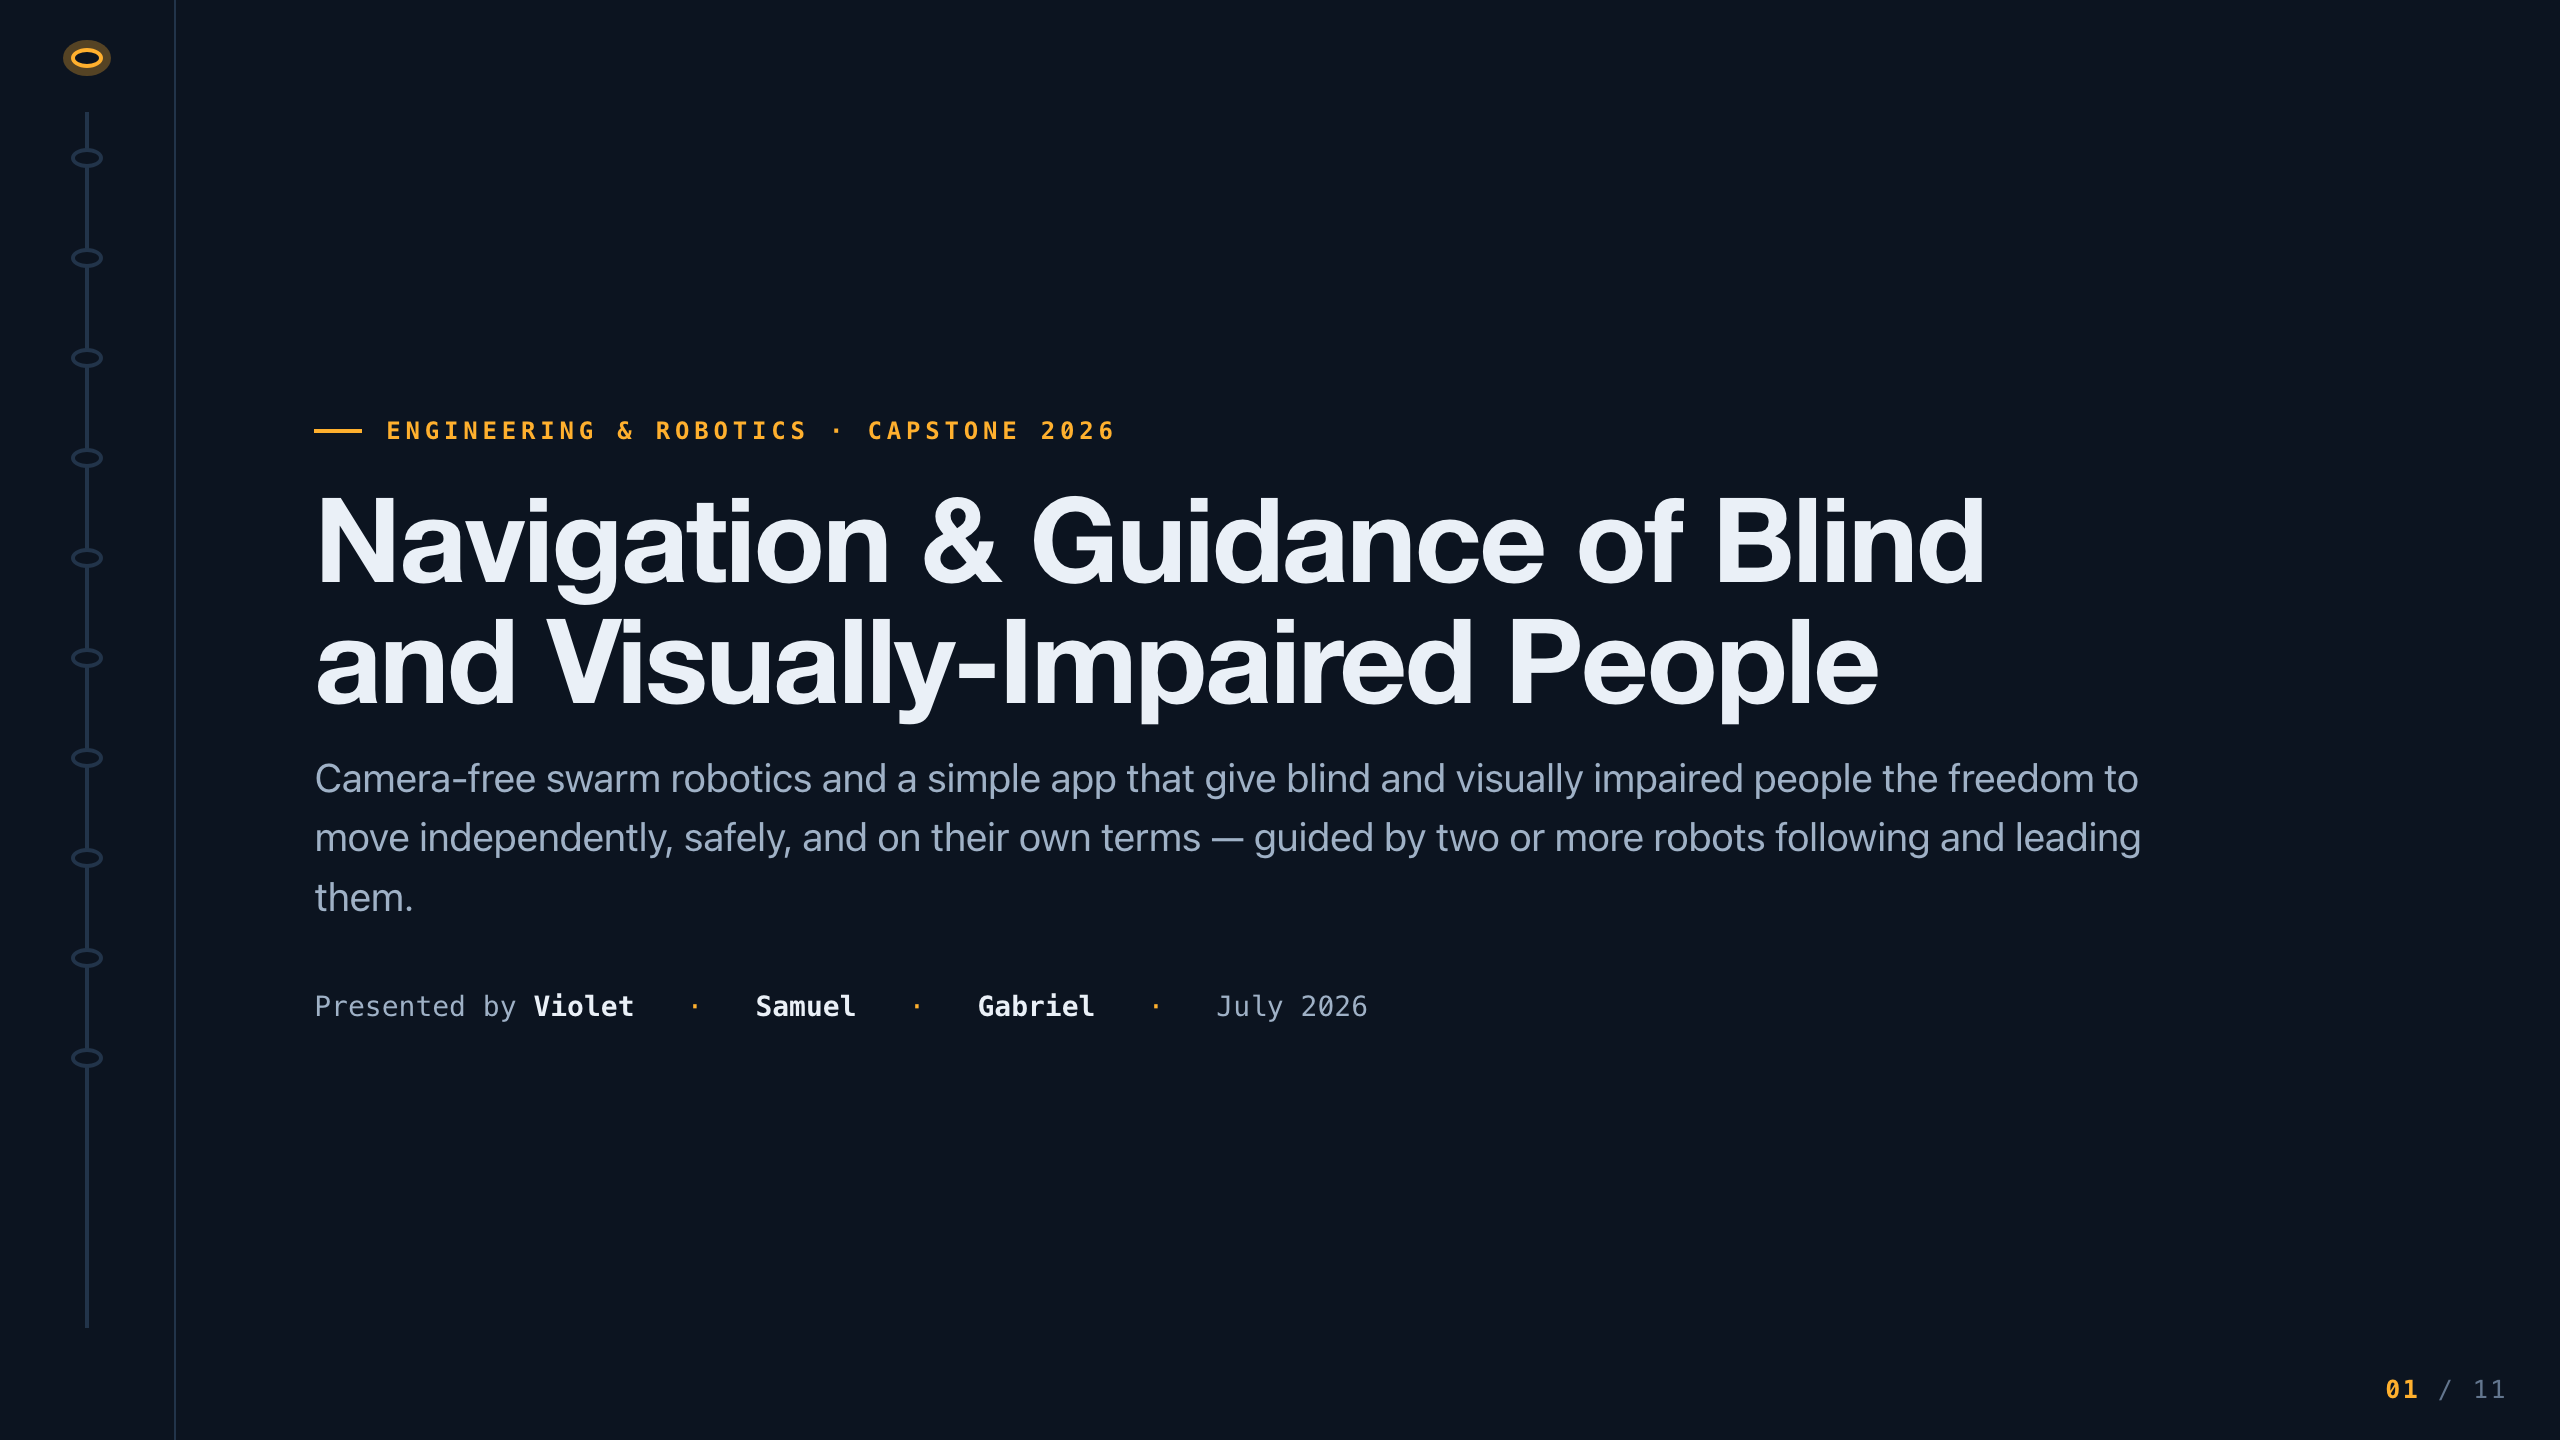 ENGINEERING & ROBOTICS · CAPSTONE 2026
Navigation & Guidance of Blind
and Visually-Impaired People
Camera-free swarm robotics and a simple app that give blind and visually impaired people the freedom to
move independently, safely, and on their own terms — guided by two or more robots following and leading
them.
Presented by Violet · Samuel · Gabriel · July 2026
01 / 11